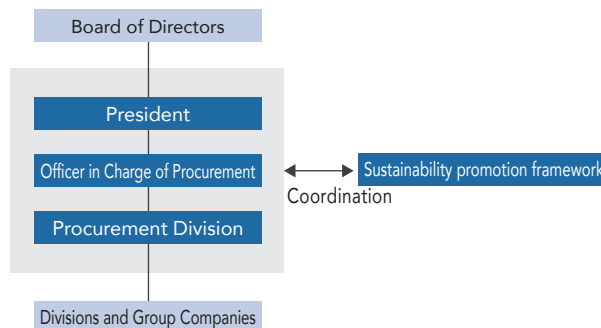 Board of Directors
President
Officer in Charge of Procurement
Sustainability promotion framework
Coordination
Procurement Division
Divisions and Group Companies